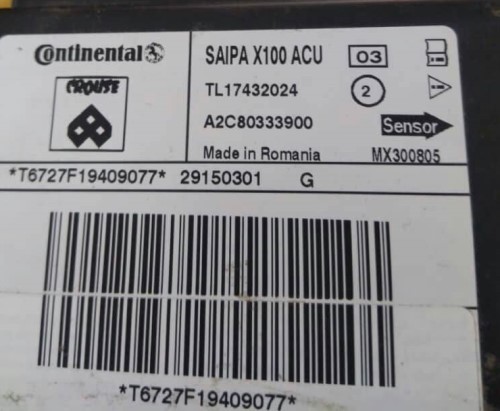 Continental
SAIPA X100 ACU 03
CROUSE
TL17432024 2
A2C80333900
Sensor
Made in Romania MX300805
*T6727F19409077* 29150301 G
*T6727F19409077*